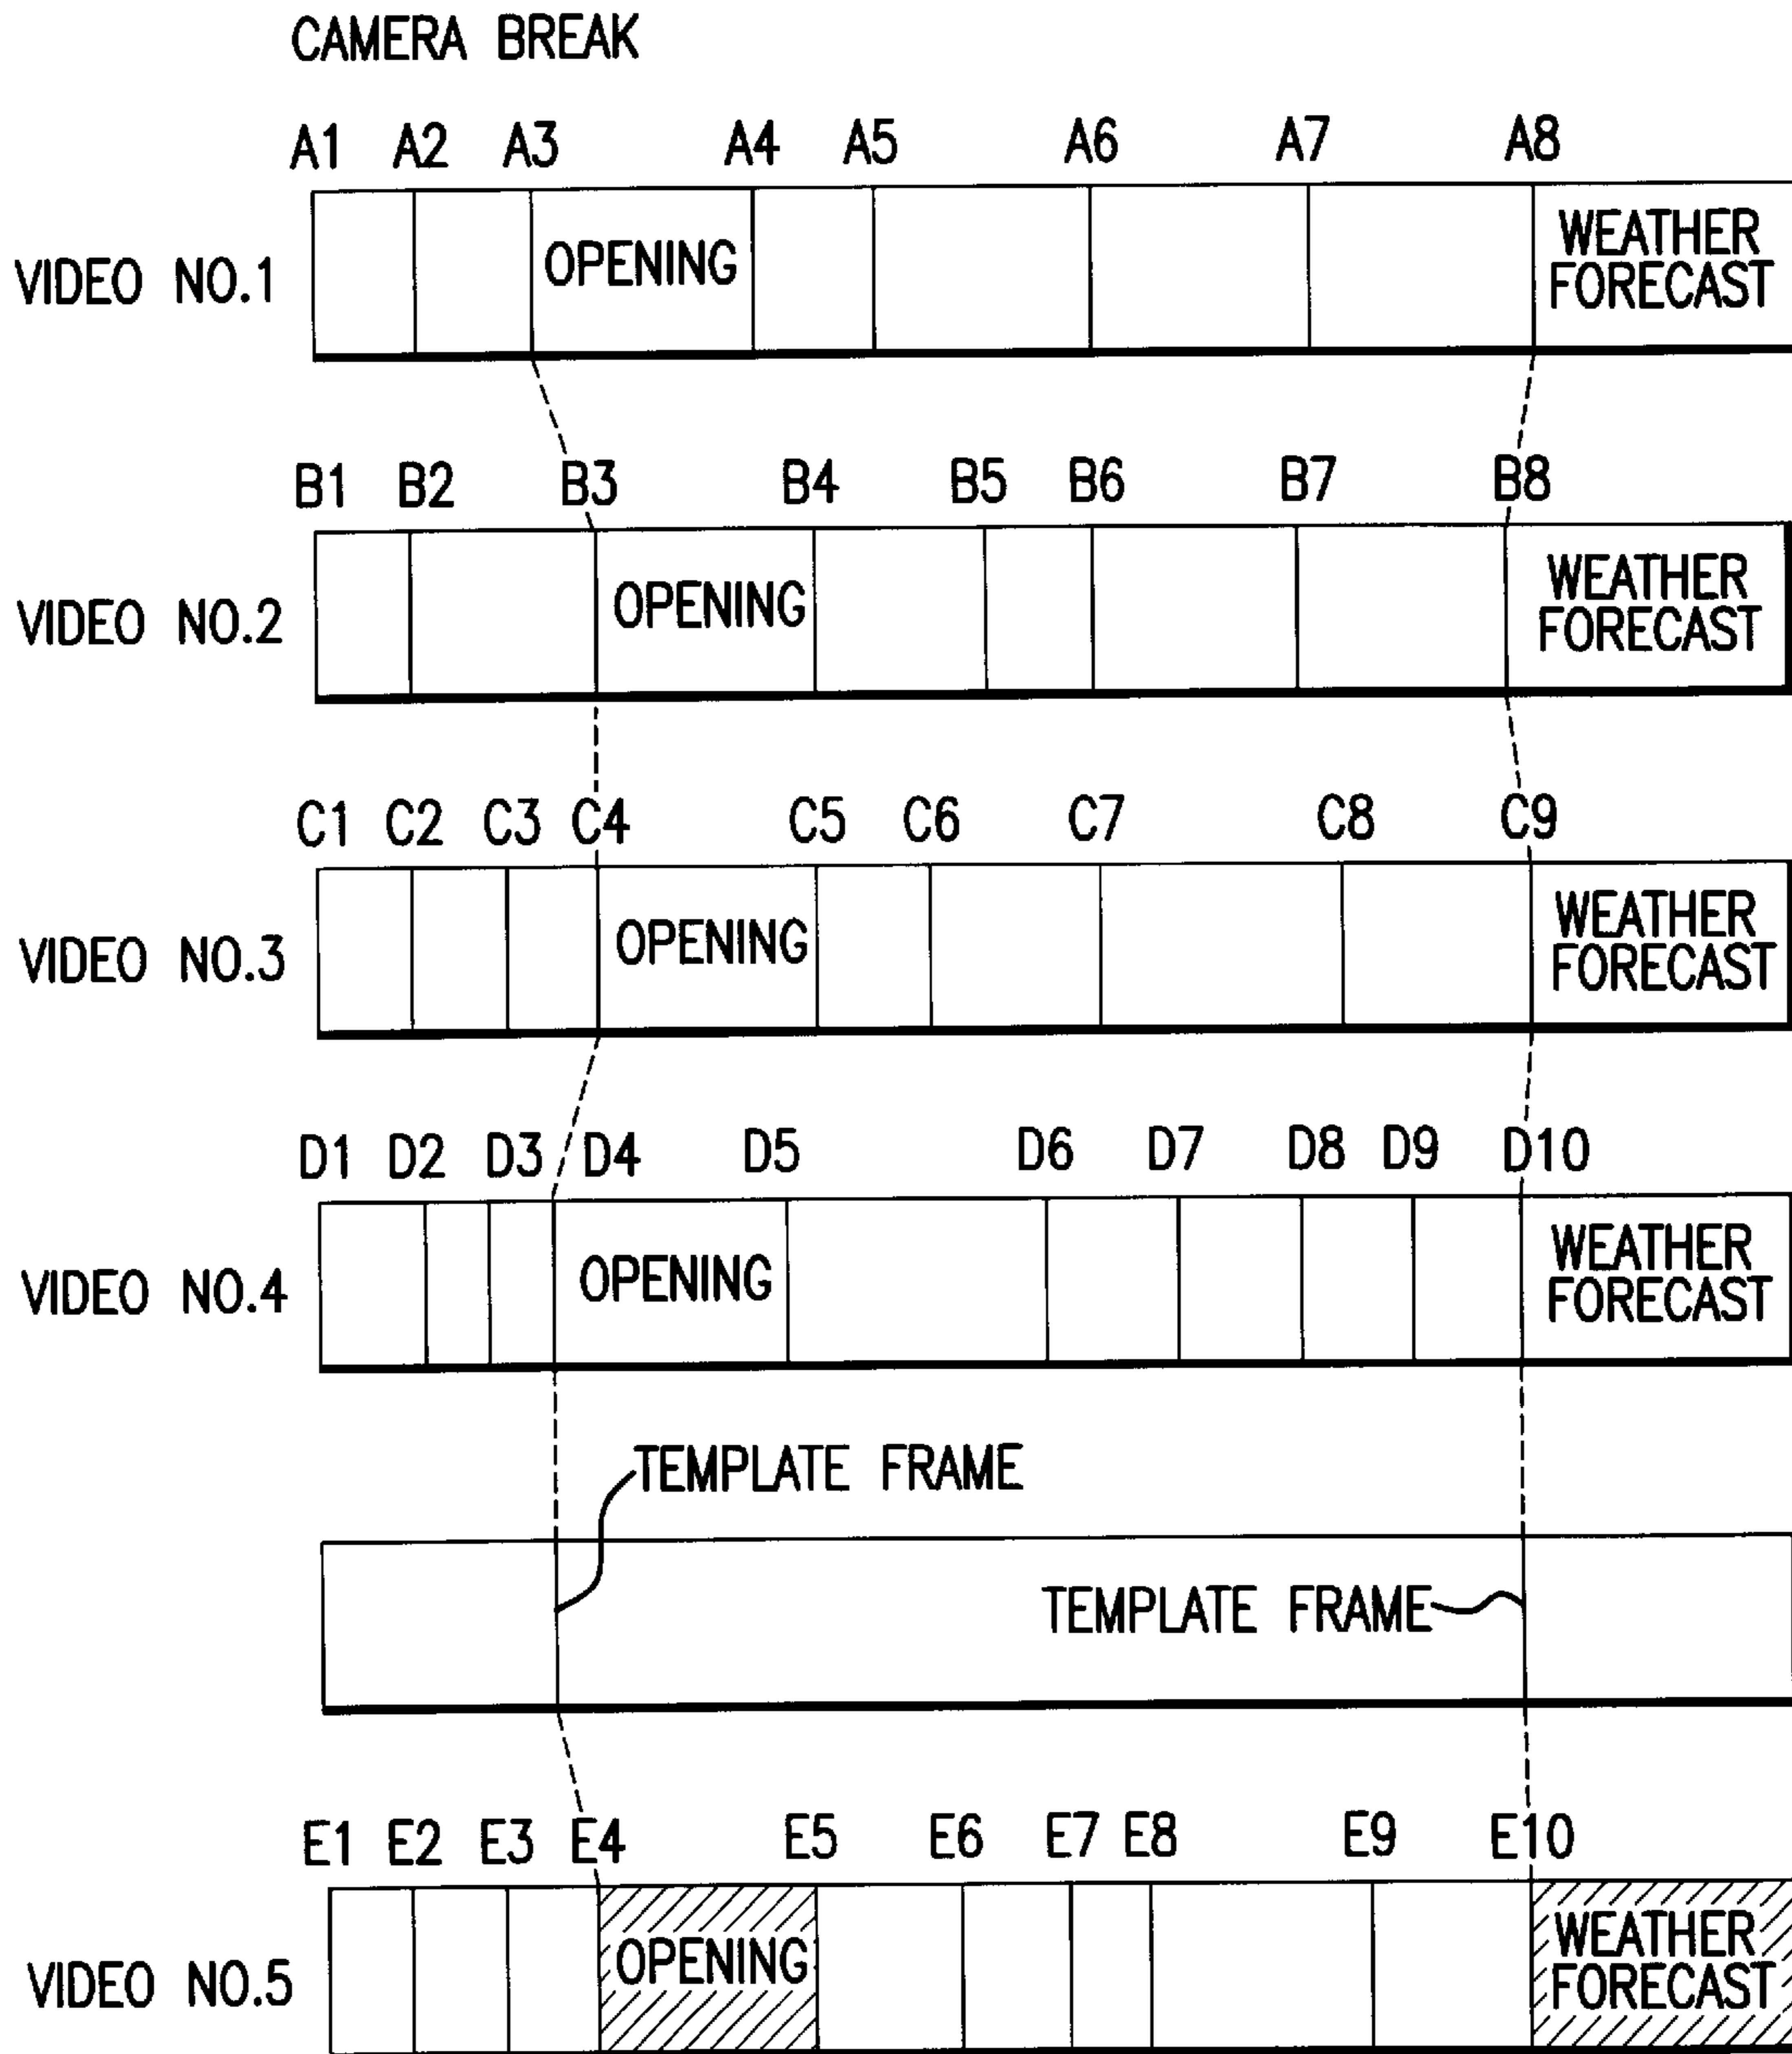 CAMERA BREAK
A1 A2 A3 A4 A5 A6 A7 A8
VIDEO NO.1
OPENING
WEATHER
FORECAST
B1 B2 B3 B4 B5 B6 B7 B8
VIDEO NO.2
OPENING
WEATHER
FORECAST
C1 C2 C3 C4 C5 C6 C7 C8 C9
VIDEO NO.3
OPENING
WEATHER
FORECAST
D1 D2 D3 D4 D5 D6 D7 D8 D9 D10
VIDEO NO.4
OPENING
WEATHER
FORECAST
TEMPLATE FRAME
TEMPLATE FRAME
E1 E2 E3 E4 E5 E6 E7 E8 E9 E10
VIDEO NO.5
OPENING
WEATHER
FORECAST